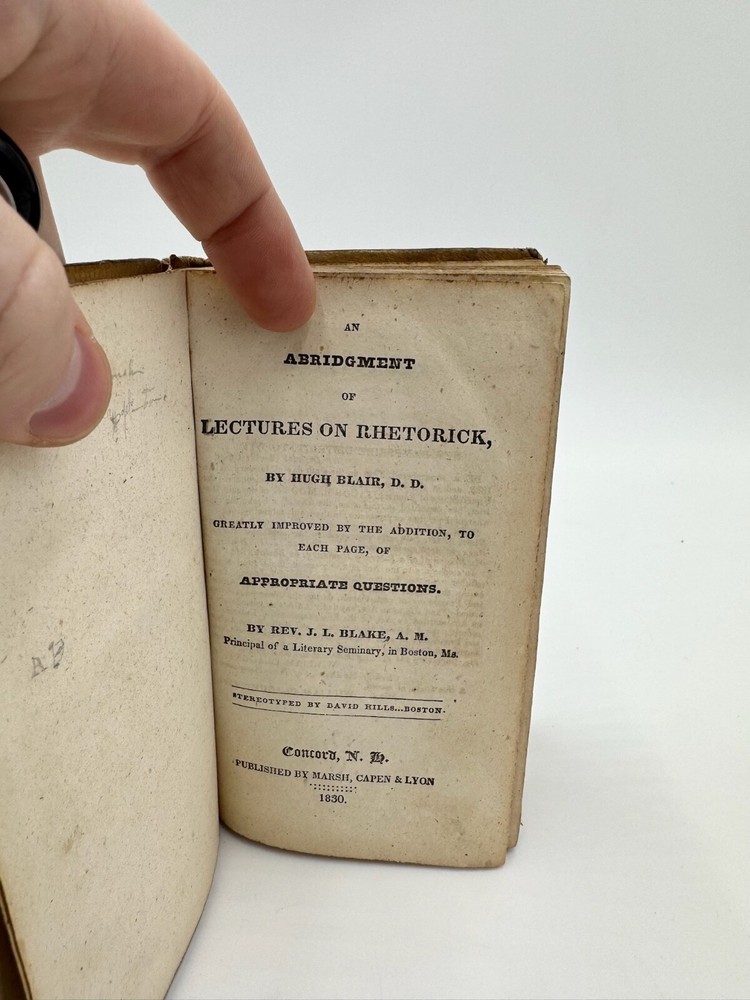 AN
ABRIDGMENT
OF
LECTURES ON RHETORICK,
BY HUGH BLAIR, D. D.
GREATLY IMPROVED BY THE ADDITION, TO
EACH PAGE, OF
APPROPRIATE QUESTIONS.
BY REV. J. L. BLAKE, A. M.
Principal of a Literary Seminary, in Boston, Ms.
STEREOTYPED BY DAVID HILLS...BOSTON.
Concord, N. H.
PUBLISHED BY MARSH, CAPEN & LYON
1830.